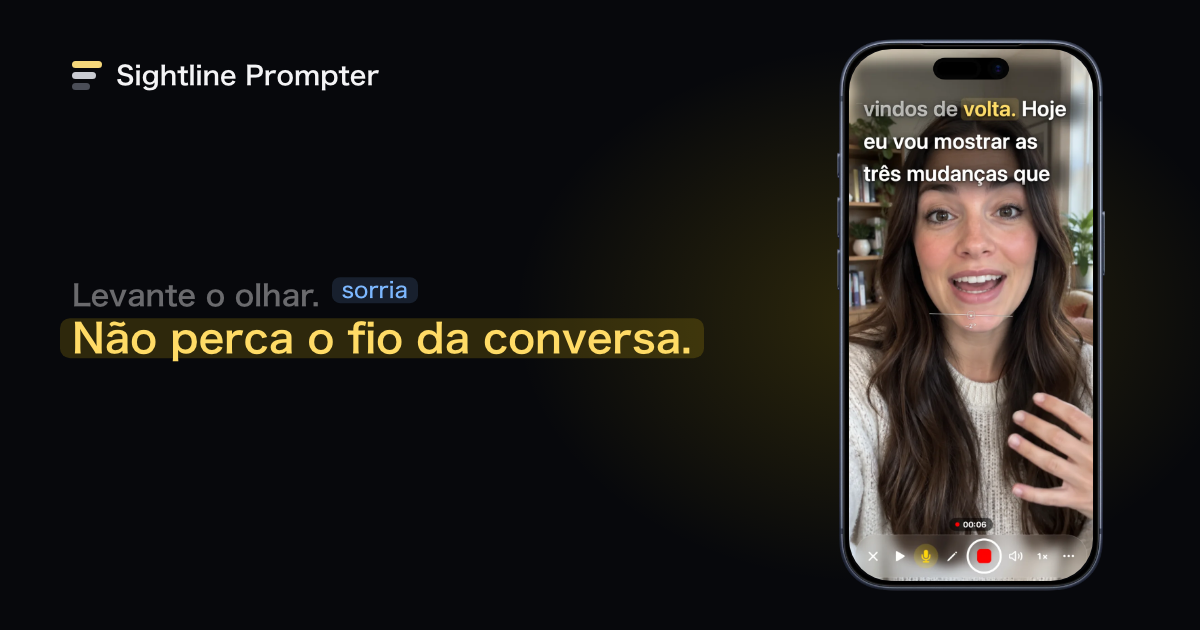 Sightline Prompter
Levante o olhar. sorria
Não perca o fio da conversa.
vindos de volta. Hoje
eu vou mostrar as
três mudanças que
00:06
1x